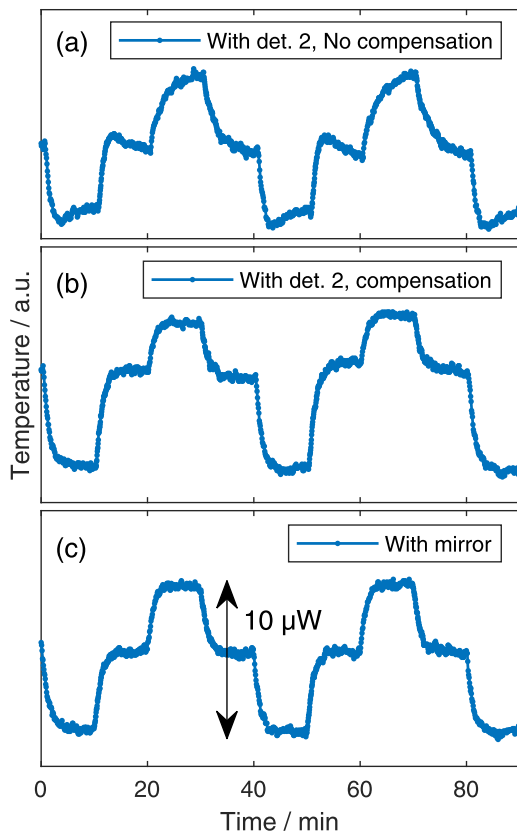 (a)
With det. 2, No compensation
(b)
With det. 2, compensation
Temperature / a.u.
(c)
With mirror
10 µW
0 20 40 60 80
Time / min